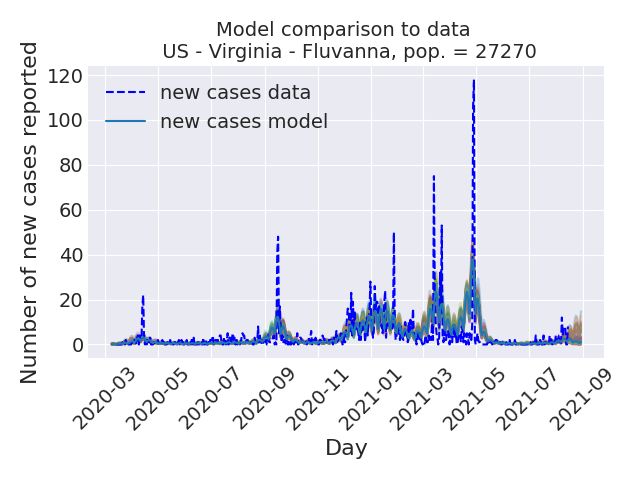 Model comparison to data
US - Virginia - Fluvanna, pop. = 27270
Number of new cases reported
120
100
80
60
40
20
0
new cases data
new cases model
2020-03
2020-05
2020-07
2020-09
2020-11
2021-01
2021-03
2021-05
2021-07
2021-09
Day